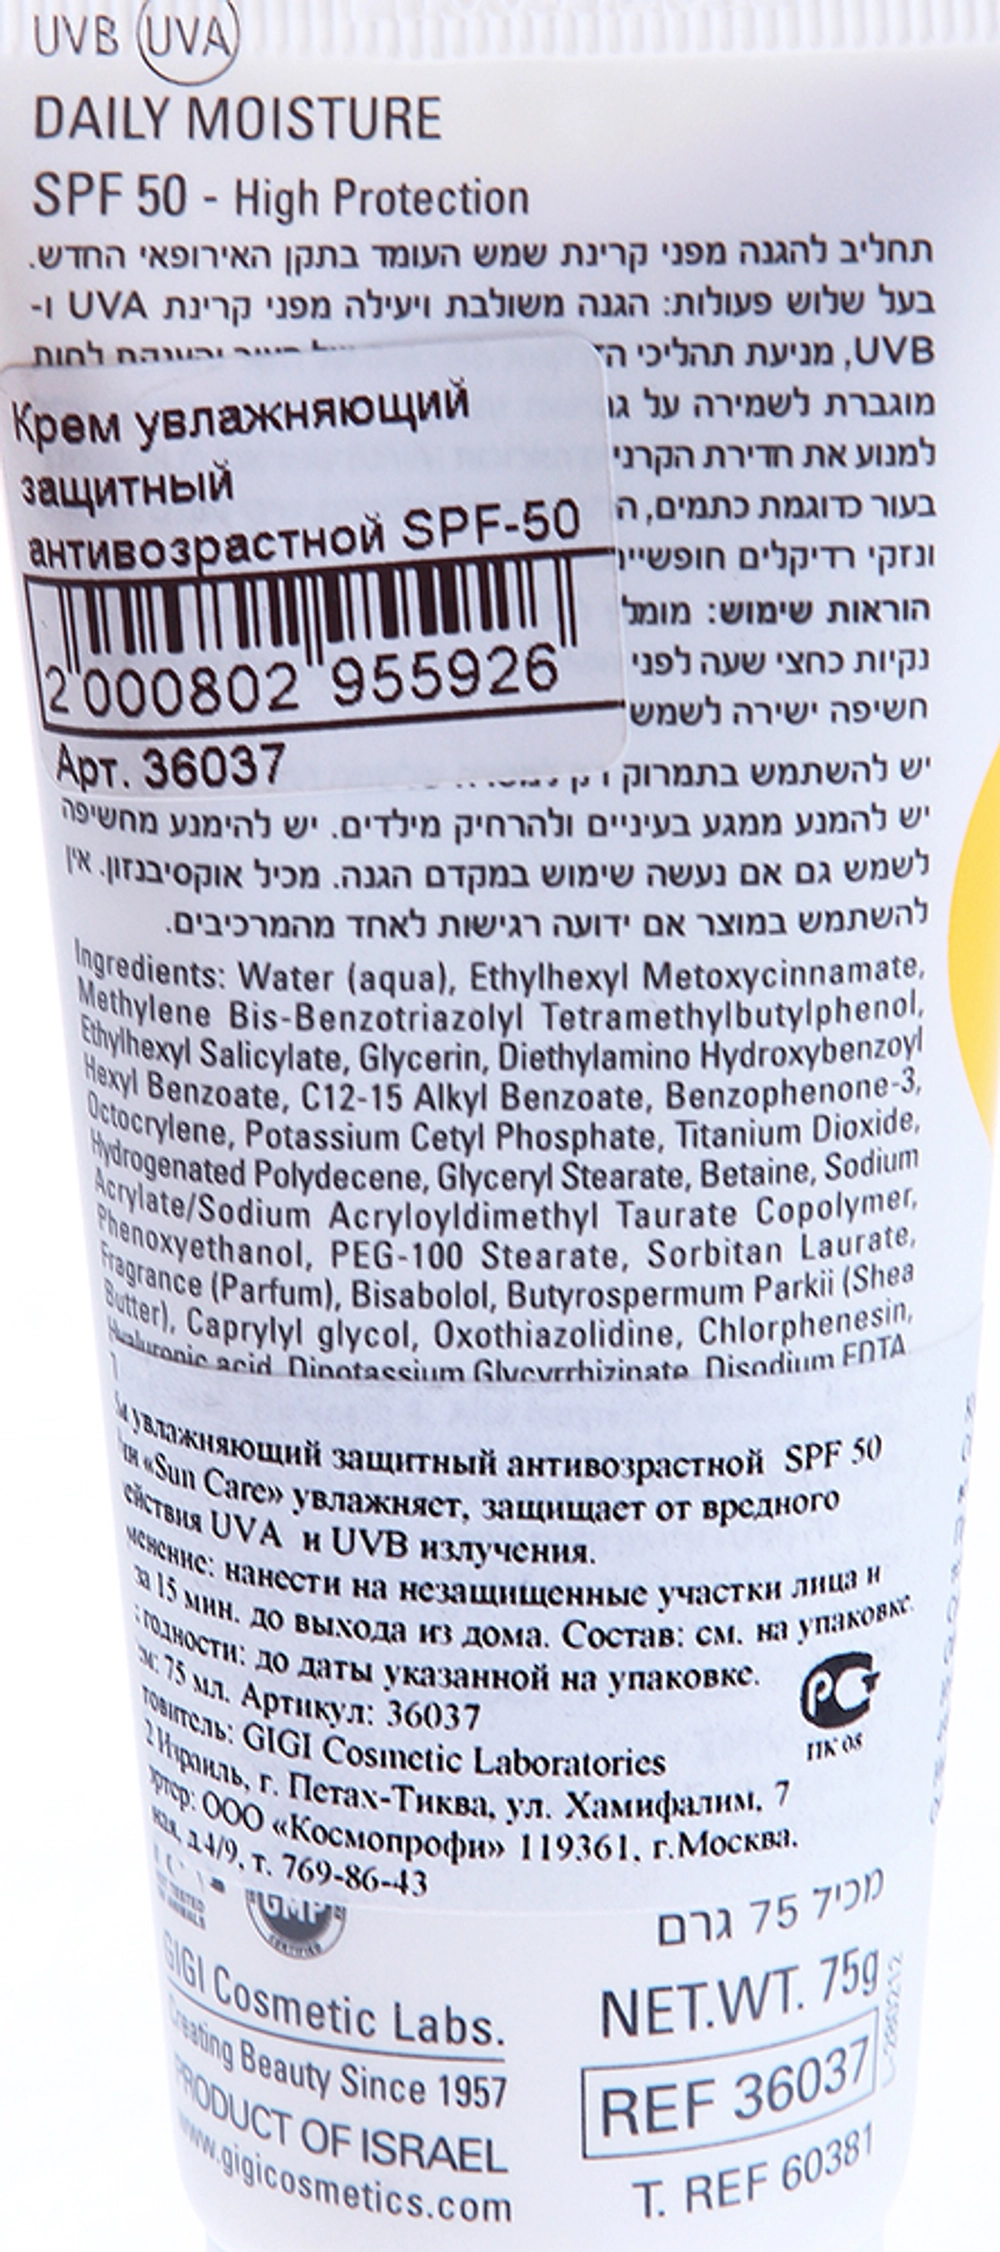 UVB UVA
DAILY MOISTURE
SPF 50 - High Protection
תחליב להגנה מפני קרינת שמש העומד בתקן האירופאי החדש.
בעל שלוש פעולות: הגנה משולבת ויעילה מפני קרינת UVA ו-
UVB, מניעת תהליכי
מוגברת לשמירה על
למנוע את חדירת הקרני
בעור כדוגמת כתמים,
ונזקי רדיקלים
הוראות שימוש:
נקיות כחצי שעה לפני
חשיפה ישירה לשמש
Крем увлажняющий
защитный
антивозрастной SPF-50
2 000802 955926
Арт. 36037
יש להשתמש בתמרוק
יש להמנע ממגע בעיניים ולהרחיק מילדים. יש להימנע מחשיפה
לשמש גם אם נעשה שימוש במקדם הגנה. מכיל אוקסיבנזון. אין
להשתמש במוצר אם ידועה רגישות לאחד מהמרכיבים.
Ingredients: Water (aqua), Ethylhexyl Metoxycinnamate,
Methylene Bis-Benzotriazolyl Tetramethylbutylphenol,
Ethylhexyl Salicylate, Glycerin, Diethylamino Hydroxybenzoyl
Hexyl Benzoate, C12-15 Alkyl Benzoate, Benzophenone-3,
Octocrylene, Potassium Cetyl Phosphate, Titanium Dioxide,
Hydrogenated Polydecene, Glyceryl Stearate, Betaine, Sodium
Acrylate/Sodium Acryloyldimethyl Taurate Copolymer,
Phenoxyethanol, PEG-100 Stearate, Sorbitan Laurate,
Fragrance (Parfum), Bisabolol, Butyrospermum Parkii (Shea
Butter), Caprylyl glycol, Oxothiazolidine, Chlorphenesin,
Hyaluronic acid, Dipotassium Glycyrrhizinate, Disodium EDTA
увлажняющий защитный антивозрастной SPF 50
«Sun Care» увлажняет, защищает от вредного
ействия UVA и UVB излучения.
менение: нанести на незащищенные участки лица и
за 15 мин. до выхода из дома. Состав: см. на упаковке.
годности: до даты указанной на упаковке.
м: 75 мл. Артикул: 36037
РСТ
ПК 08
товитель: GIGI Cosmetic Laboratories
2 Израиль, г. Петах-Тиква, ул. Хамифалим, 7
ортер: ООО «Космопрофи» 119361, г.Москва.
ная, д.4/9, т. 769-86-43
GMP
מכיל 75 גרם
NET.WT. 75g
GIGI Cosmetic Labs.
Creating Beauty Since 1957
PRODUCT OF ISRAEL
www.gigicosmetics.com
REF 36037
T. REF 60381